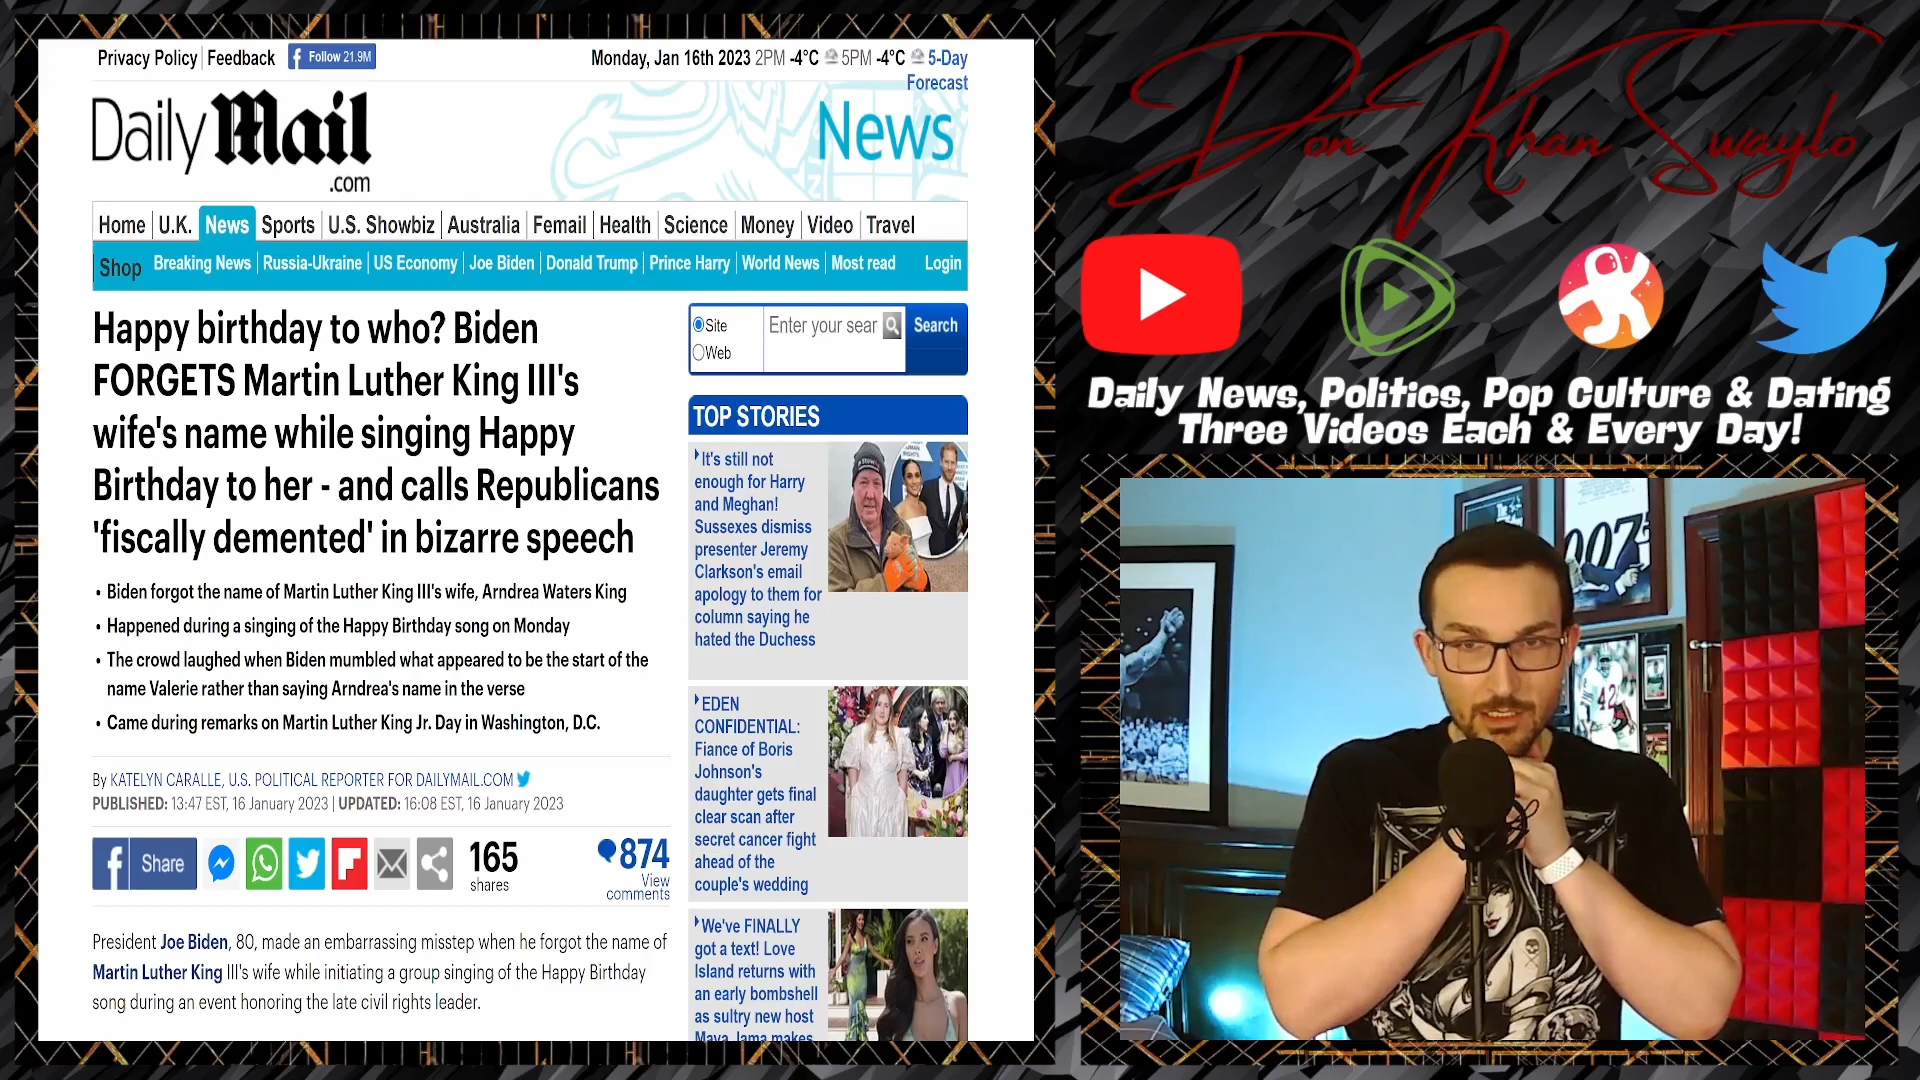 Privacy Policy Feedback Follow 21.9M
Monday, Jan 16th 2023 2PM -4°C 5PM -4°C 5-Day
Forecast
Daily Mail
.com
News
Home U.K. News Sports U.S. Showbiz Australia Femail Health Science Money Video Travel
Shop Breaking News Russia-Ukraine US Economy Joe Biden Donald Trump Prince Harry World News Most read Login
Happy birthday to who? Biden
FORGETS Martin Luther King III's
wife's name while singing Happy
Birthday to her - and calls Republicans
'fiscally demented' in bizarre speech
• Biden forgot the name of Martin Luther King III's wife, Arndrea Waters King
• Happened during a singing of the Happy Birthday song on Monday
• The crowd laughed when Biden mumbled what appeared to be the start of the
name Valerie rather than saying Arndrea's name in the verse
• Came during remarks on Martin Luther King Jr. Day in Washington, D.C.
By KATELYN CARALLE, U.S. POLITICAL REPORTER FOR DAILYMAIL.COM
PUBLISHED: 13:47 EST, 16 January 2023 | UPDATED: 16:08 EST, 16 January 2023
Share
165
shares
874
View
comments
President Joe Biden, 80, made an embarrassing misstep when he forgot the name of
Martin Luther King III's wife while initiating a group singing of the Happy Birthday
song during an event honoring the late civil rights leader.
Site
Web
Enter your sear
Search
TOP STORIES
It's still not
enough for Harry
and Meghan!
Sussexes dismiss
presenter Jeremy
Clarkson's email
apology to them for
column saying he
hated the Duchess
EDEN
CONFIDENTIAL:
Fiance of Boris
Johnson's
daughter gets final
clear scan after
secret cancer fight
ahead of the
couple's wedding
We've FINALLY
got a text! Love
Island returns with
an early bombshell
as sultry new host
Maya Jama makes
Don Khan Swaylo
Daily News, Politics, Pop Culture & Dating
Three Videos Each & Every Day!
007
42